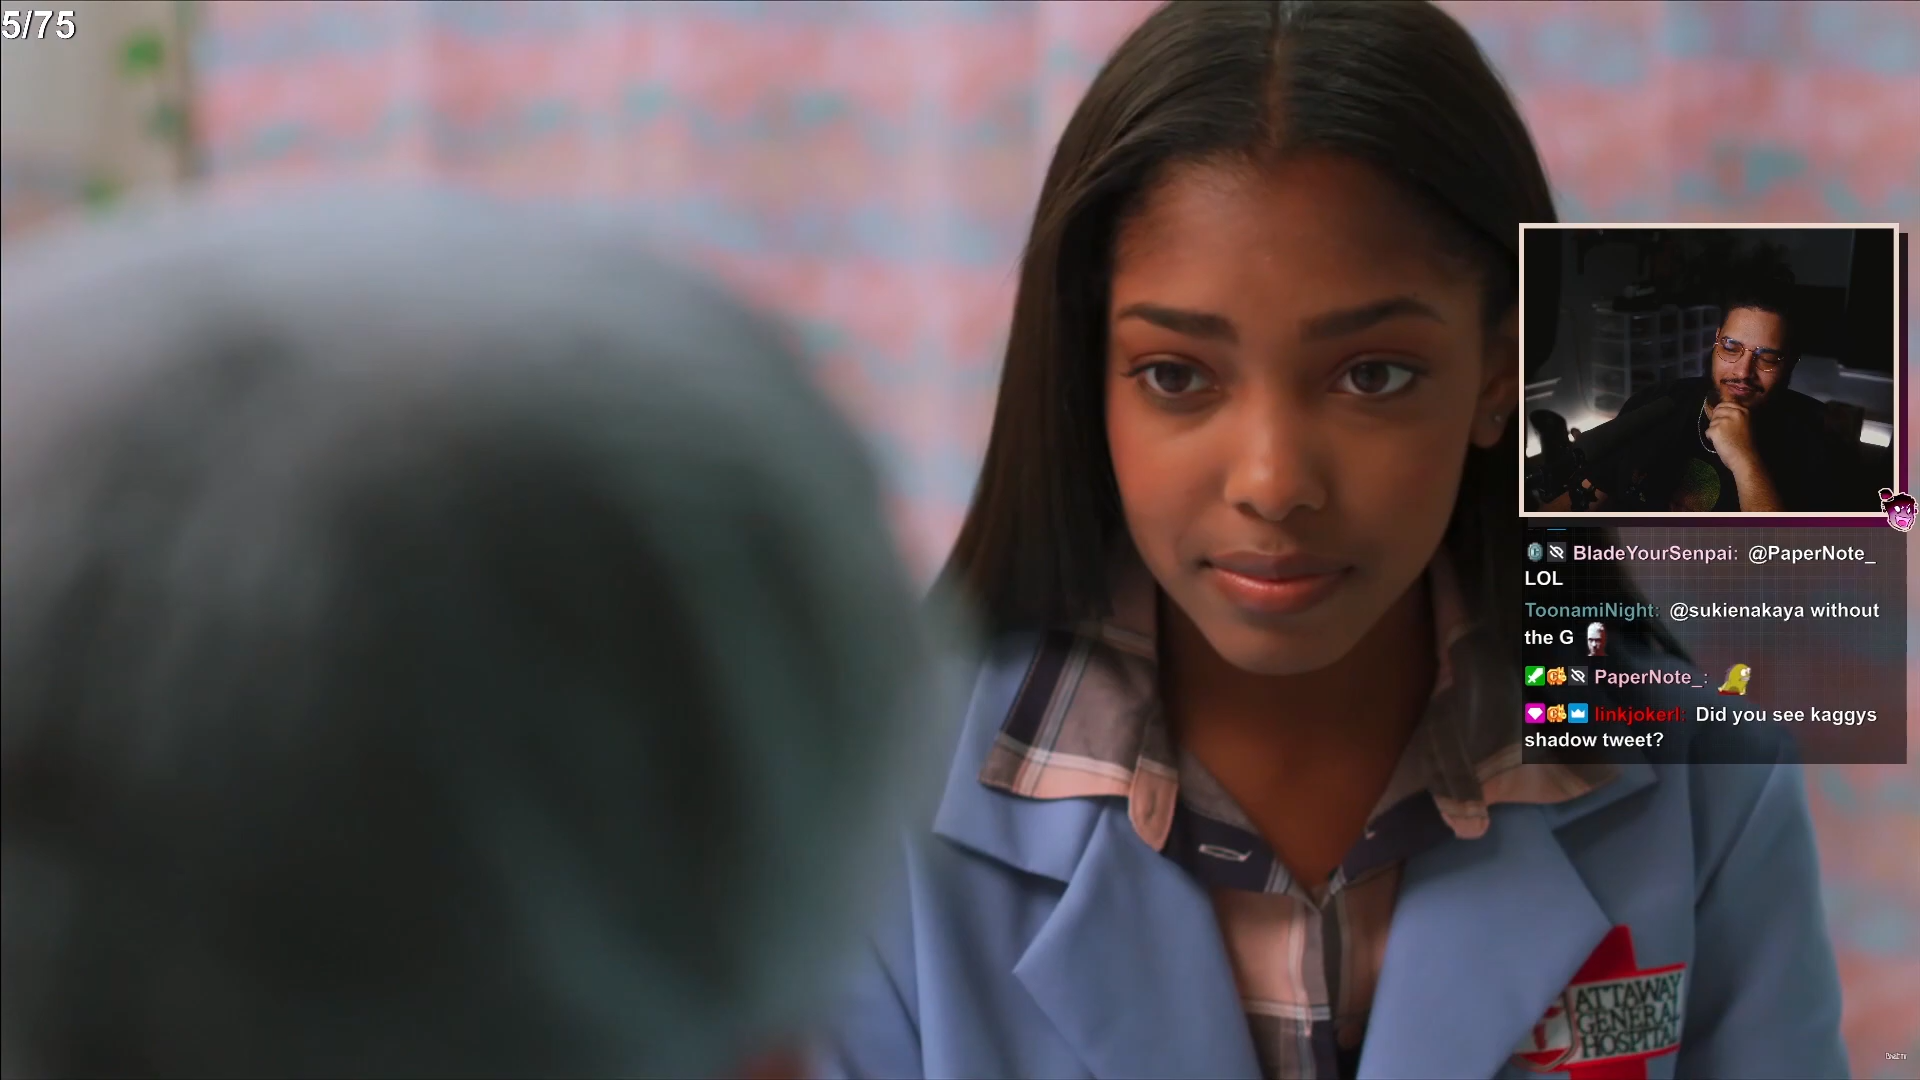 5/75
BladeYourSenpai: @PaperNote_
LOL
ToonamiNight: @sukienakaya without
the G
PaperNote_:
linkjokerl: Did you see kaggys
shadow tweet?
ATTAWAY
GENERAL
HOSPITAL